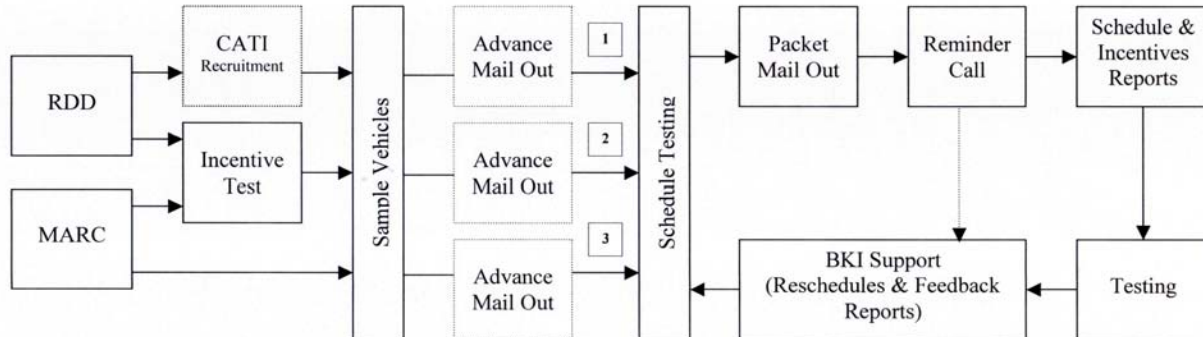 RDD
MARC
CATI
Recruitment
Incentive
Test
Sample Vehicles
Advance
Mail Out
1
Advance
Mail Out
2
Advance
Mail Out
3
Schedule Testing
Packet
Mail Out
Reminder
Call
Schedule &
Incentives
Reports
BKI Support
(Reschedules & Feedback
Reports)
Testing